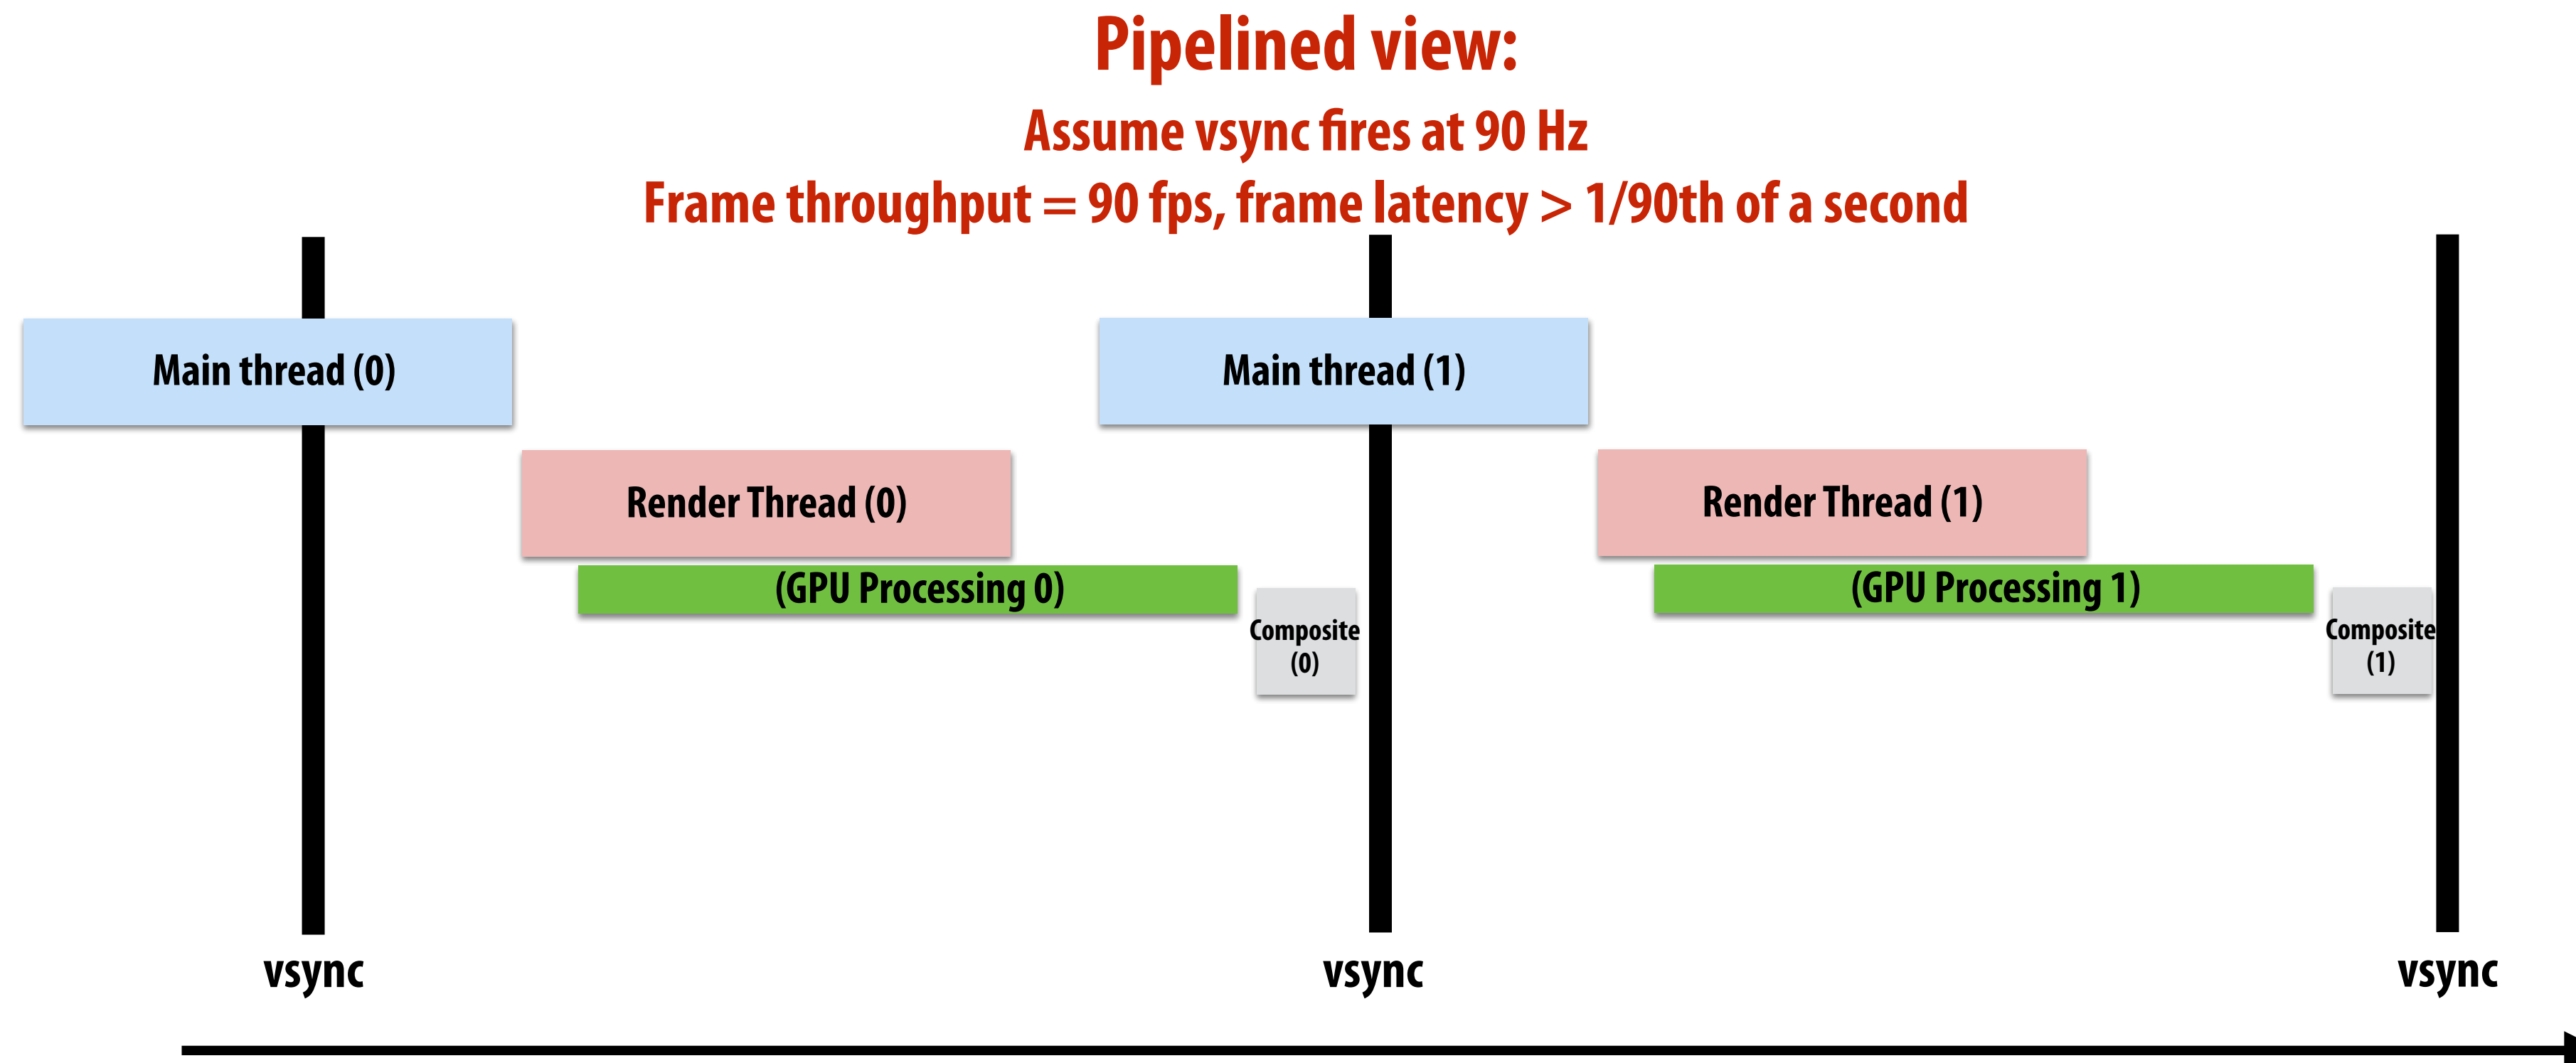 Pipelined view:
Assume vsync fires at 90 Hz
Frame throughput = 90 fps, frame latency > 1/90th of a second
Main thread (0)
Main thread (1)
Render Thread (0)
Render Thread (1)
(GPU Processing 0)
(GPU Processing 1)
Composite
(0)
Composite
(1)
vsync
vsync
vsync